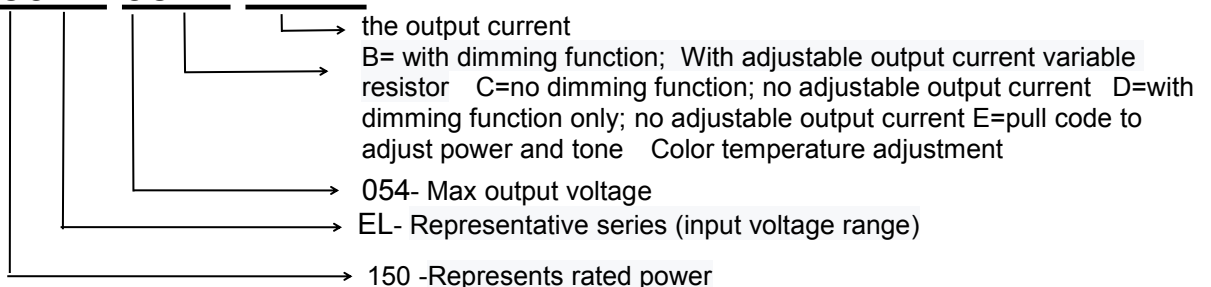 the output current
B= with dimming function; With adjustable output current variable
resistor C=no dimming function; no adjustable output current D=with
dimming function only; no adjustable output current E=pull code to
adjust power and tone Color temperature adjustment
054- Max output voltage
EL- Representative series (input voltage range)
150 -Represents rated power